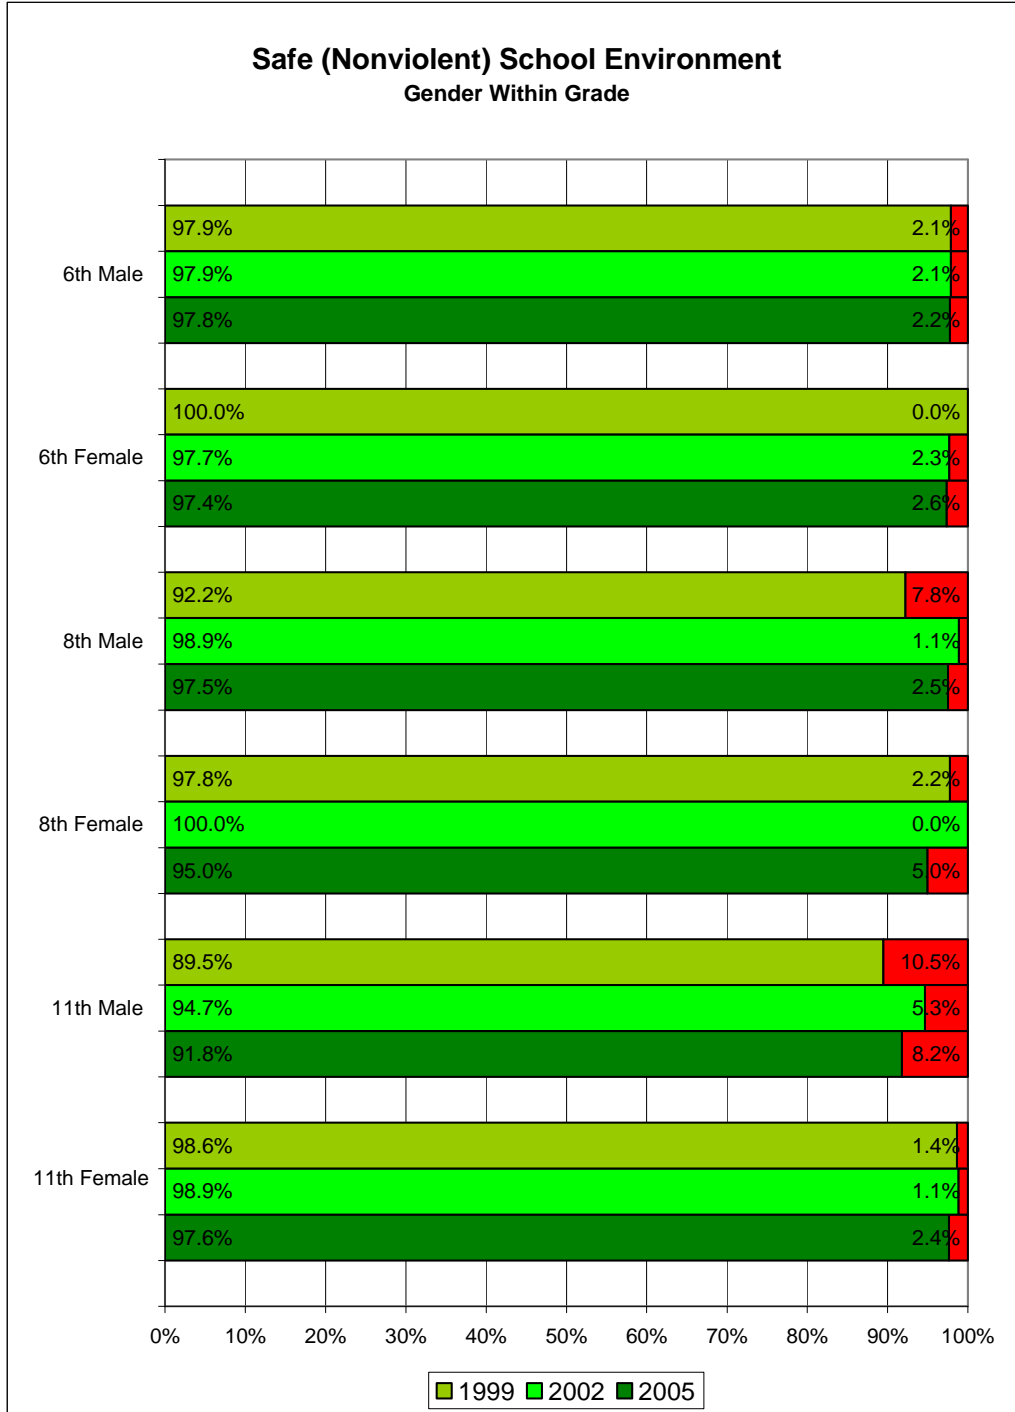 Safe (Nonviolent) School Environment
Gender Within Grade
97.9% 2.1%
6th Male 97.9% 2.1%
97.8% 2.2%
100.0% 0.0%
6th Female 97.7% 2.3%
97.4% 2.6%
92.2% 7.8%
8th Male 98.9% 1.1%
97.5% 2.5%
97.8% 2.2%
8th Female 100.0% 0.0%
95.0% 5.0%
89.5% 10.5%
11th Male 94.7% 5.3%
91.8% 8.2%
98.6% 1.4%
11th Female 98.9% 1.1%
97.6% 2.4%
0% 10% 20% 30% 40% 50% 60% 70% 80% 90% 100%
1999 2002 2005